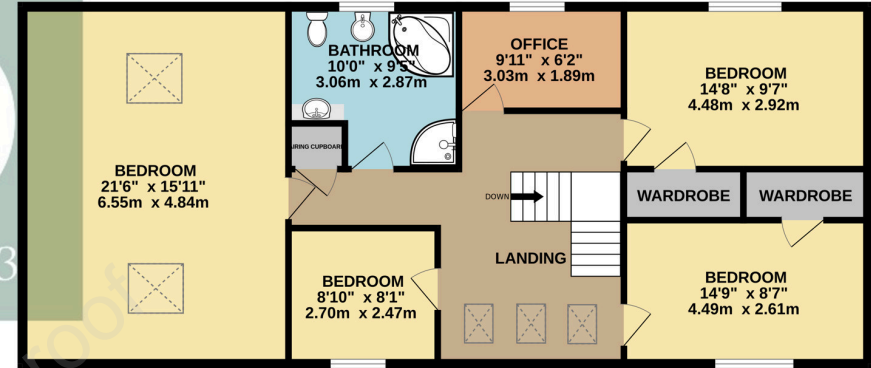 BATHROOM
10'0" x 9'5"
3.06m x 2.87m
OFFICE
9'11" x 6'2"
3.03m x 1.89m
BEDROOM
14'8" x 9'7"
4.48m x 2.92m
IRING CUPBOARD
BEDROOM
21'6" x 15'11"
6.55m x 4.84m
DOWN
WARDROBE
WARDROBE
LANDING
BEDROOM
8'10" x 8'1"
2.70m x 2.47m
BEDROOM
14'9" x 8'7"
4.49m x 2.61m
3
roof